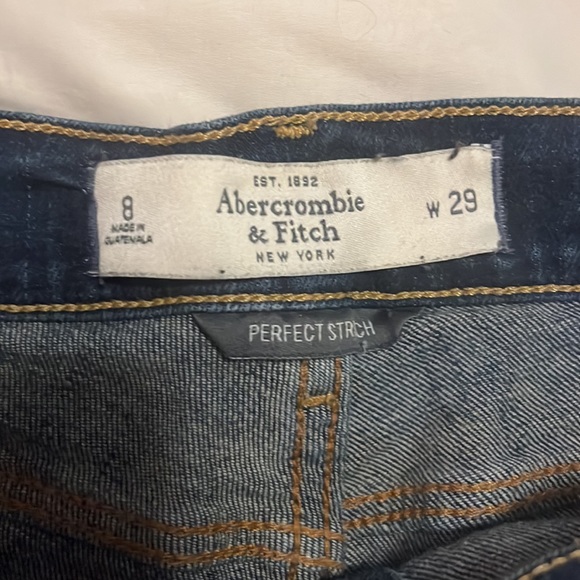 8
MADE IN
GUATEMALA
EST. 1892
Abercrombie
& Fitch
NEW YORK
W 29
PERFECT STRCH